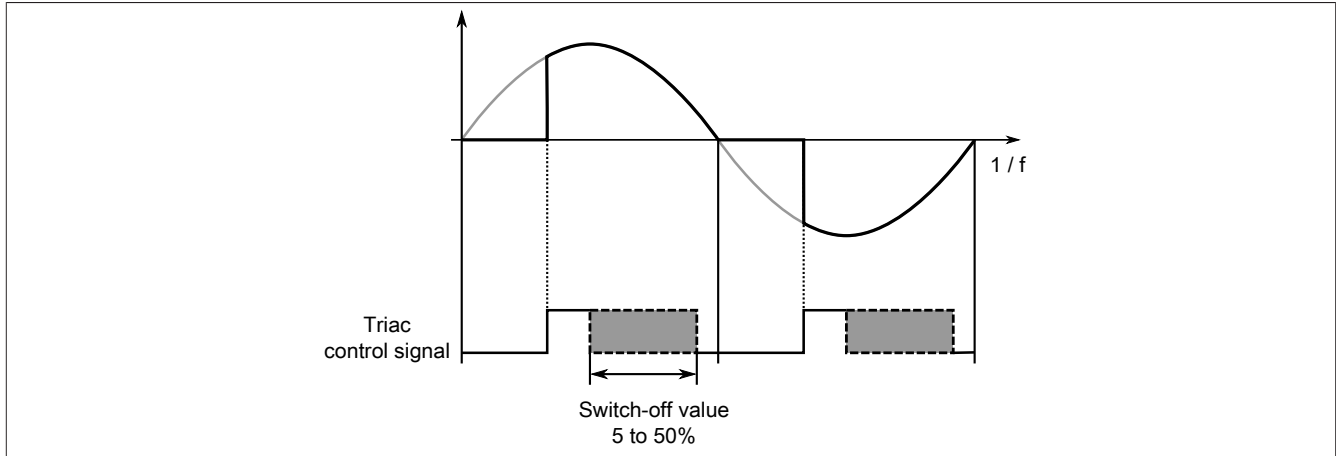 1 / f
Triac
control signal
Switch-off value
5 to 50%